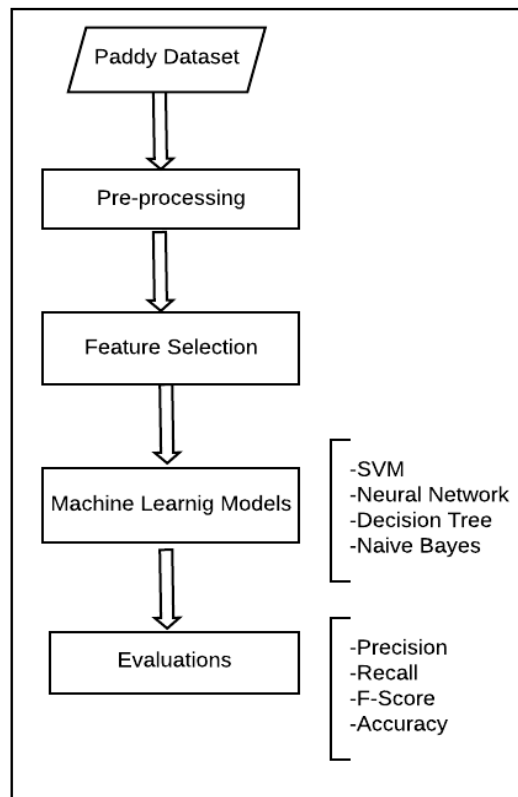 Paddy Dataset
Pre-processing
Feature Selection
Machine Learnig Models
-SVM
-Neural Network
-Decision Tree
-Naive Bayes
Evaluations
-Precision
-Recall
-F-Score
-Accuracy